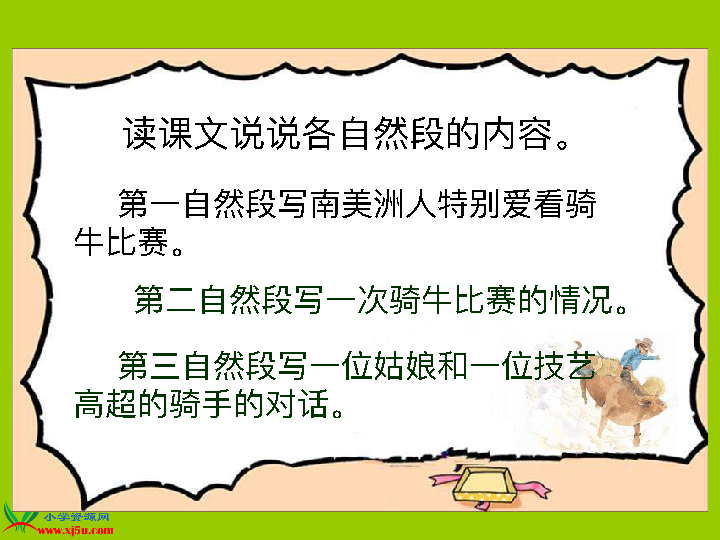 读课文说说各自然段的内容。
第一自然段写南美洲人特别爱看骑
牛比赛。
第二自然段写一次骑牛比赛的情况。
第三自然段写一位姑娘和一位技艺
高超的骑手的对话。
小学资源网
www.xj5u.com